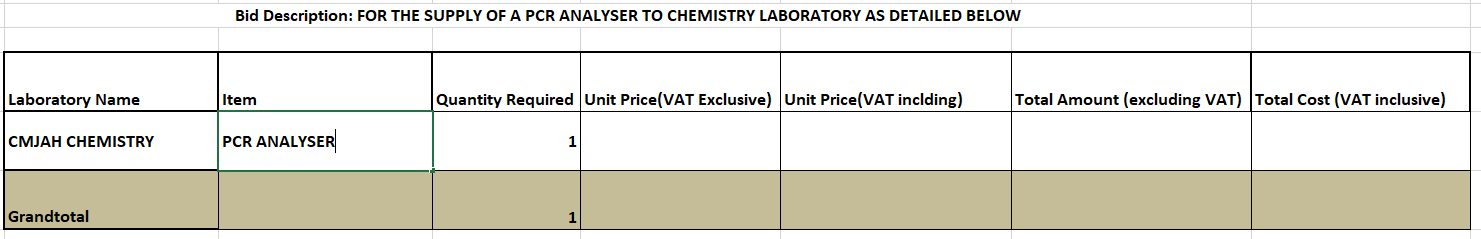 Bid Description: FOR THE SUPPLY OF A PCR ANALYSER TO CHEMISTRY LABORATORY AS DETAILED BELOW
Laboratory Name Item Quantity Required Unit Price(VAT Exclusive) Unit Price(VAT inclding) Total Amount (excluding VAT) Total Cost (VAT inclusive)
CMJAH CHEMISTRY PCR ANALYSER 1
Grandtotal 1